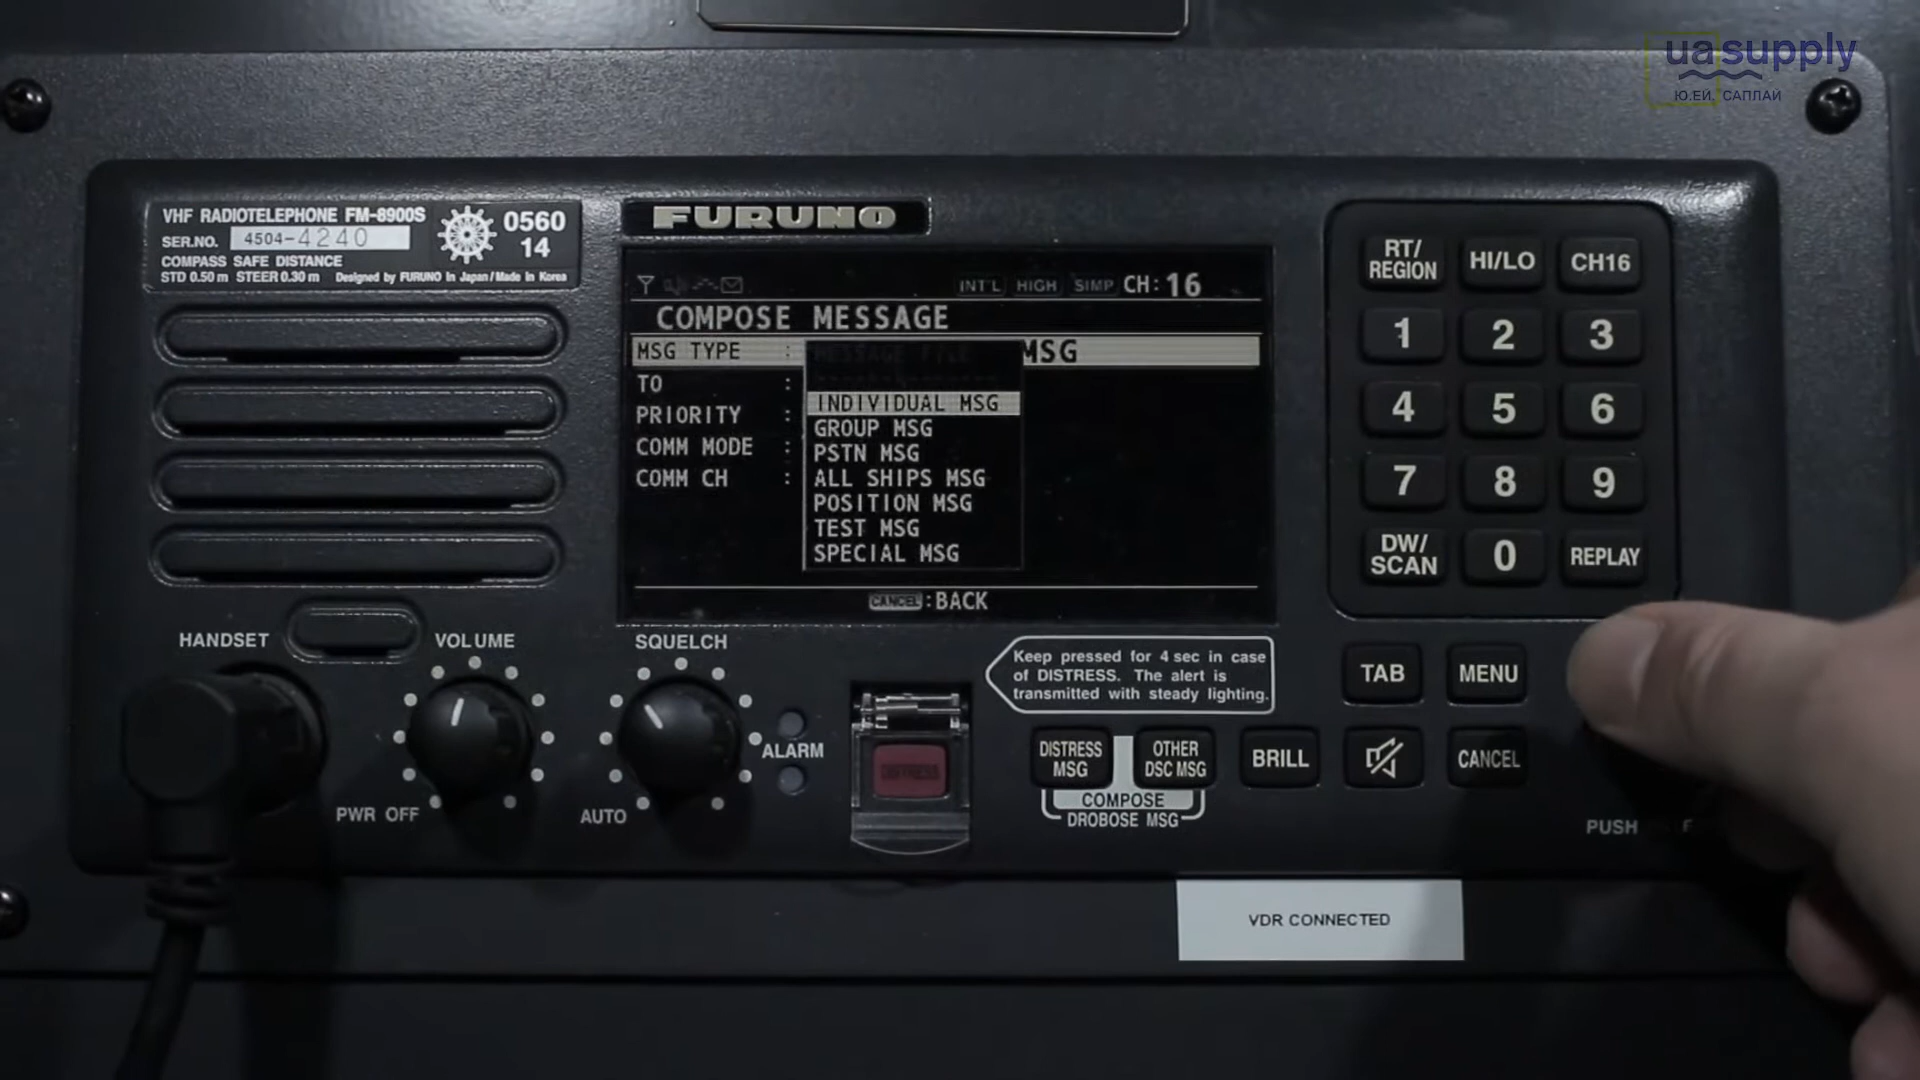 uasupply
Ю.ЕЙ. САПЛАЙ
VHF RADIOTELEPHONE FM-8900S
SER.NO. 4504-4240
COMPASS SAFE DISTANCE
STD 0.50 m STEER 0.30 m Designed by FURUNO in Japan/Made in Korea
0560
14
FURUNO
INT'L HIGH SIMP CH: 16
COMPOSE MESSAGE
MSG TYPE : MSG
MESSAGE FILE
INDIVIDUAL MSG
GROUP MSG
PSTN MSG
ALL SHIPS MSG
POSITION MSG
TEST MSG
SPECIAL MSG
TO :
PRIORITY :
COMM MODE :
COMM CH :
CANCEL :BACK
RT/
REGION
HI/LO
CH16
1
2
3
4
5
6
7
8
9
DW/
SCAN
0
REPLAY
HANDSET
VOLUME
PWR OFF
SQUELCH
AUTO
ALARM
DISTRESS
Keep pressed for 4 sec in case
of DISTRESS. The alert is
transmitted with steady lighting.
TAB
MENU
DISTRESS
MSG
OTHER
DSC MSG
BRILL
CANCEL
COMPOSE
DROBOSE MSG
PUSH
VDR CONNECTED